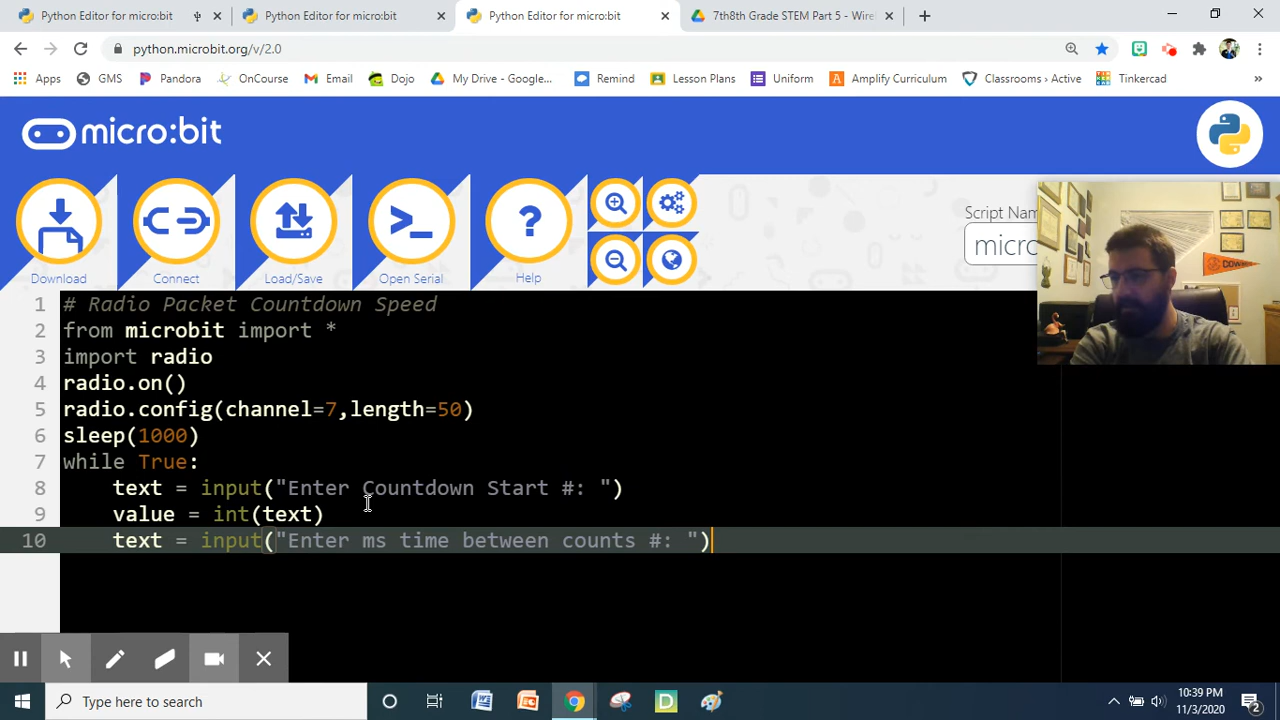 Python Editor for micro:bit
Python Editor for micro:bit
Python Editor for micro:bit
7th8th Grade STEM Part 5 - Wire
python.microbit.org/v/2.0
Apps
GMS
Pandora
OnCourse
Email
Dojo
My Drive - Google...
Remind
Lesson Plans
Uniform
Amplify Curriculum
Classrooms › Active
Tinkercad
»
micro:bit
Download
Connect
Load/Save
>_
Open Serial
?
Help
Script Nam
micro
1 # Radio Packet Countdown Speed
2 from microbit import *
3 import radio
4 radio.on()
5 radio.config(channel=7,length=50)
6 sleep(1000)
7 while True:
8 text = input("Enter Countdown Start #: ")
9 value = int(text)
10 text = input("Enter ms time between counts #: ")
Type here to search
10:39 PM
11/3/2020
2